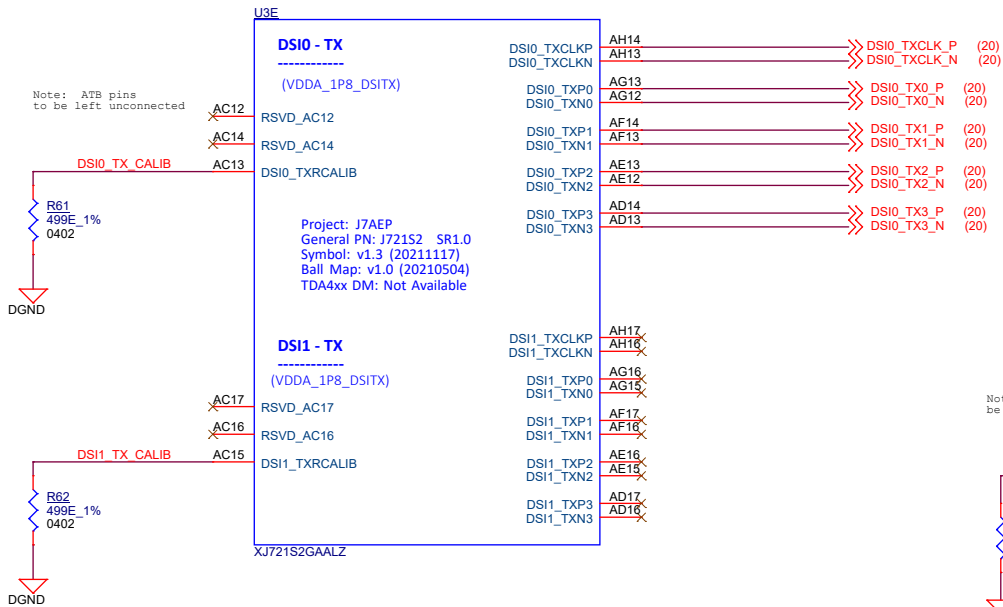 U3E
DSI0 - TX
------------
(VDDA_1P8_DSITX)
Note:  ATB pins
to be left unconnected
AC12
RSVD_AC12
AC14
RSVD_AC14
DSI0_TX_CALIB
AC13
DSI0_TXRCALIB
R61
499E_1%
0402
DGND
DSI0_TXCLKP
AH14
DSI0_TXCLK_P (20)
DSI0_TXCLKN
AH13
DSI0_TXCLK_N (20)
DSI0_TXP0
AG13
DSI0_TX0_P (20)
DSI0_TXN0
AG12
DSI0_TX0_N (20)
DSI0_TXP1
AF14
DSI0_TX1_P (20)
DSI0_TXN1
AF13
DSI0_TX1_N (20)
DSI0_TXP2
AE13
DSI0_TX2_P (20)
DSI0_TXN2
AE12
DSI0_TX2_N (20)
DSI0_TXP3
AD14
DSI0_TX3_P (20)
DSI0_TXN3
AD13
DSI0_TX3_N (20)
Project: J7AEP
General PN: J721S2   SR1.0
Symbol: v1.3 (20211117)
Ball Map: v1.0 (20210504)
TDA4xx DM: Not Available
DSI1 - TX
------------
(VDDA_1P8_DSITX)
AC17
RSVD_AC17
AC16
RSVD_AC16
DSI1_TX_CALIB
AC15
DSI1_TXRCALIB
R62
499E_1%
0402
DGND
DSI1_TXCLKP
AH17
DSI1_TXCLKN
AH16
DSI1_TXP0
AG16
DSI1_TXN0
AG15
DSI1_TXP1
AF17
DSI1_TXN1
AF16
DSI1_TXP2
AE16
DSI1_TXN2
AE15
DSI1_TXP3
AD17
DSI1_TXN3
AD16
XJ721S2GAALZ
be